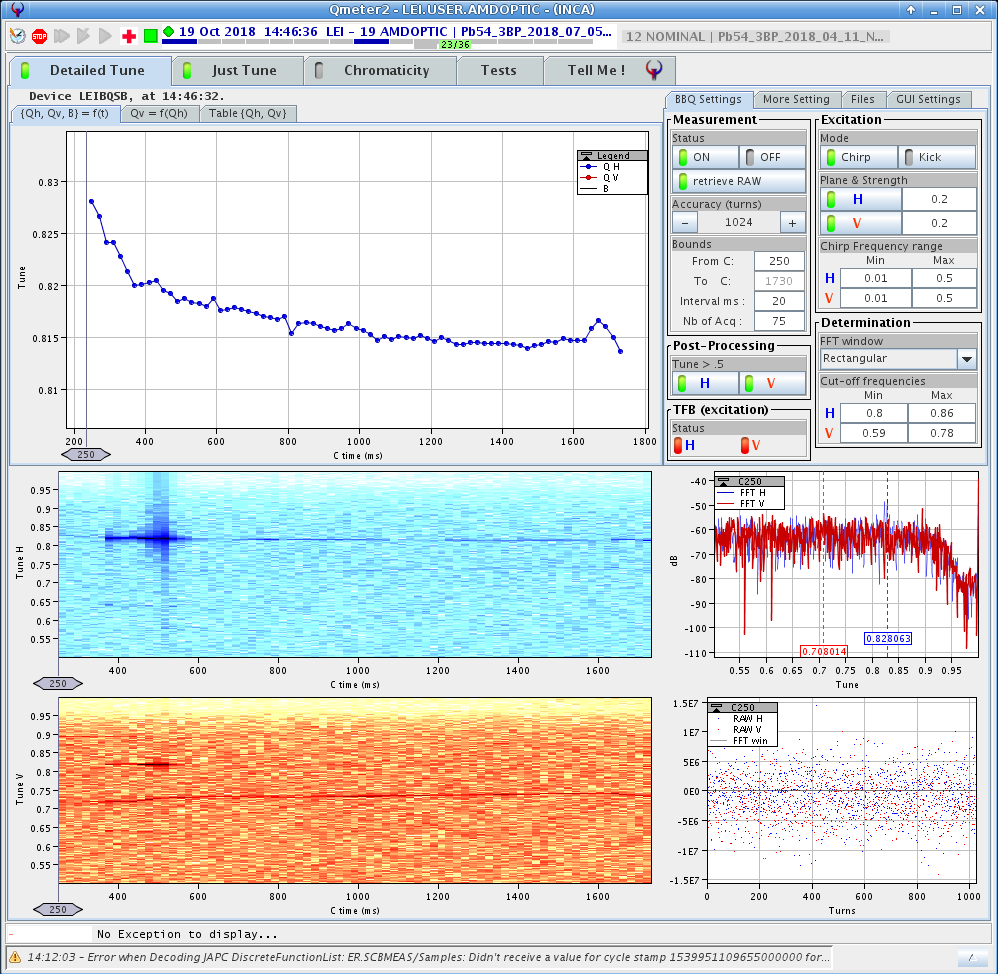 Qmeter2 - LEI.USER.AMDOPTIC - (INCA)
STOP 19 Oct 2018 14:46:36 LEI - 19 AMDOPTIC | Pb54_3BP_2018_07_05... 12 NOMINAL | Pb54_3BP_2018_04_11_N...
23/36
Detailed Tune Just Tune Chromaticity Tests Tell Me !
Device LEIBQSB, at 14:46:32.
{Qh, Qv, B} = f(t) Qv = f(Qh) Table {Qh, Qv}
Legend
Q H
Q V
B
0.83
0.825
0.82
0.815
0.81
Tune
200 400 600 800 1000 1200 1400 1600 1800
250
C time (ms)
BBQ Settings More Setting Files GUI Settings
Measurement
Status
ON OFF
retrieve RAW
Accuracy (turns)
− 1024 +
Bounds
From C: 250
To C: 1730
Interval ms : 20
Nb of Acq : 75
Post-Processing
Tune > .5
H V
TFB (excitation)
Status
H V
Excitation
Mode
Chirp Kick
Plane & Strength
H 0.2
V 0.2
Chirp Frequency range
Min Max
H 0.01 0.5
V 0.01 0.5
Determination
FFT window
Rectangular
Cut-off frequencies
Min Max
H 0.8 0.86
V 0.59 0.78
0.95
0.9
0.85
0.8
0.75
0.7
0.65
0.6
0.55
Tune H
400 600 800 1000 1200 1400 1600
250
C time (ms)
C250
FFT H
FFT V
-40
-50
-60
-70
-80
-90
-100
-110
dB
0.828063
0.708014
0.55 0.6 0.65 0.7 0.75 0.8 0.85 0.9 0.95
Tune
0.95
0.9
0.85
0.8
0.75
0.7
0.65
0.6
0.55
Tune V
400 600 800 1000 1200 1400 1600
250
C time (ms)
C250
RAW H
RAW V
FFT win
1.5E7
1E7
5E6
0E0
-5E6
-1E7
-1.5E7
0 200 400 600 800 1000
Turns
- No Exception to display...
14:12:03 - Error when Decoding JAPC DiscreteFunctionList: ER.SCBMEAS/Samples: Didn't receive a value for cycle stamp 1539951109655000000 for...